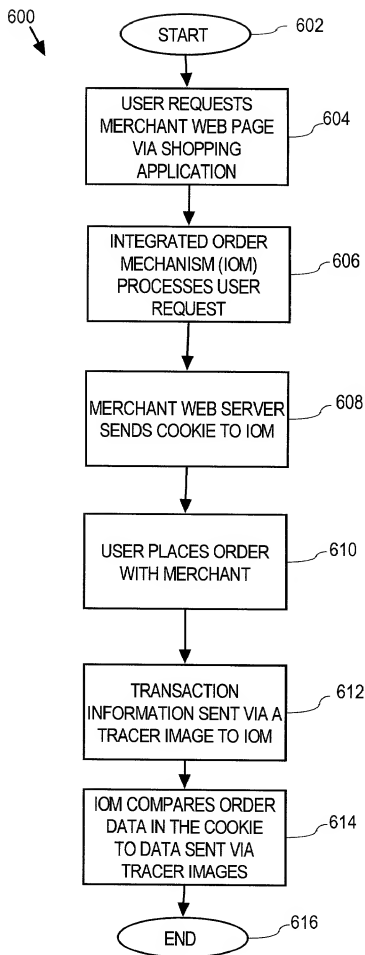 600
START
602
USER REQUESTS
MERCHANT WEB PAGE
VIA SHOPPING
APPLICATION
604
INTEGRATED ORDER
MECHANISM (IOM)
PROCESSES USER
REQUEST
606
MERCHANT WEB SERVER
SENDS COOKIE TO IOM
608
USER PLACES ORDER
WITH MERCHANT
610
TRANSACTION
INFORMATION SENT VIA A
TRACER IMAGE TO IOM
612
IOM COMPARES ORDER
DATA IN THE COOKIE
TO DATA SENT VIA
TRACER IMAGES
614
END
616